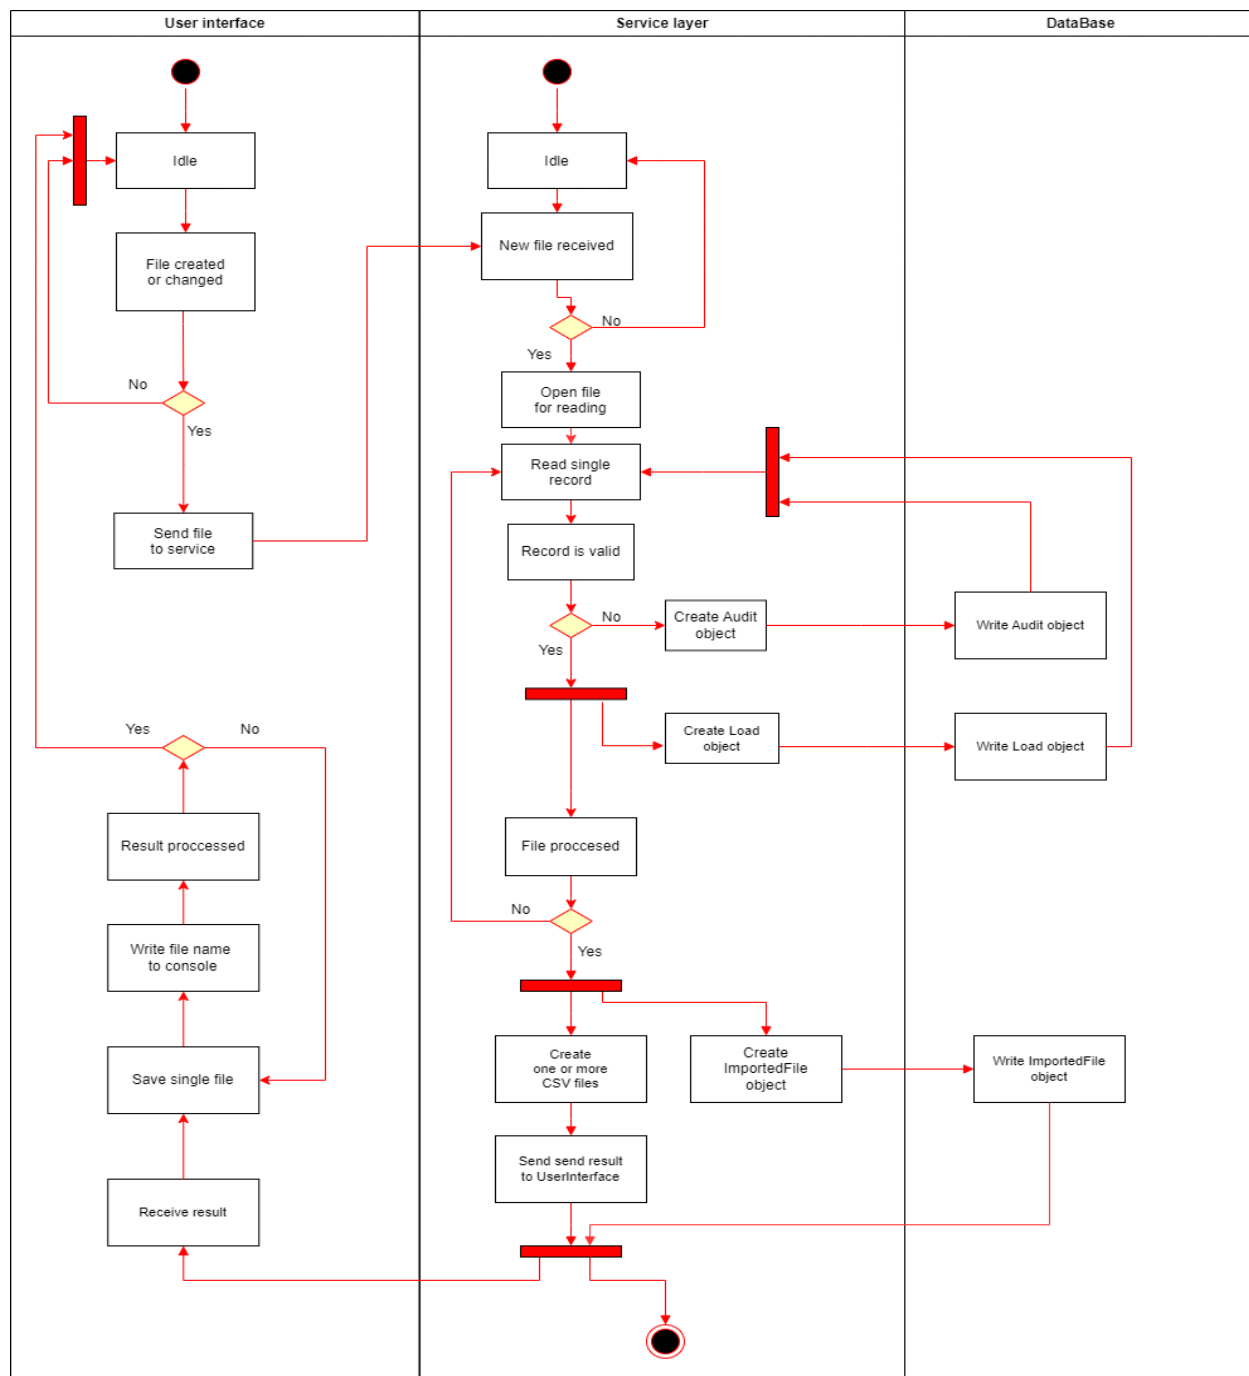 User interface
Service layer
DataBase
Idle
File created
or changed
No
Yes
Send file
to service
Yes
No
Result proccessed
Write file name
to console
Save single file
Receive result
Idle
New file received
No
Yes
Open file
for reading
Read single
record
Record is valid
No
Yes
Create Audit
object
Create Load
object
File proccesed
No
Yes
Create
one or more
CSV files
Create
ImportedFile
object
Send send result
to UserInterface
Write Audit object
Write Load object
Write ImportedFile
object